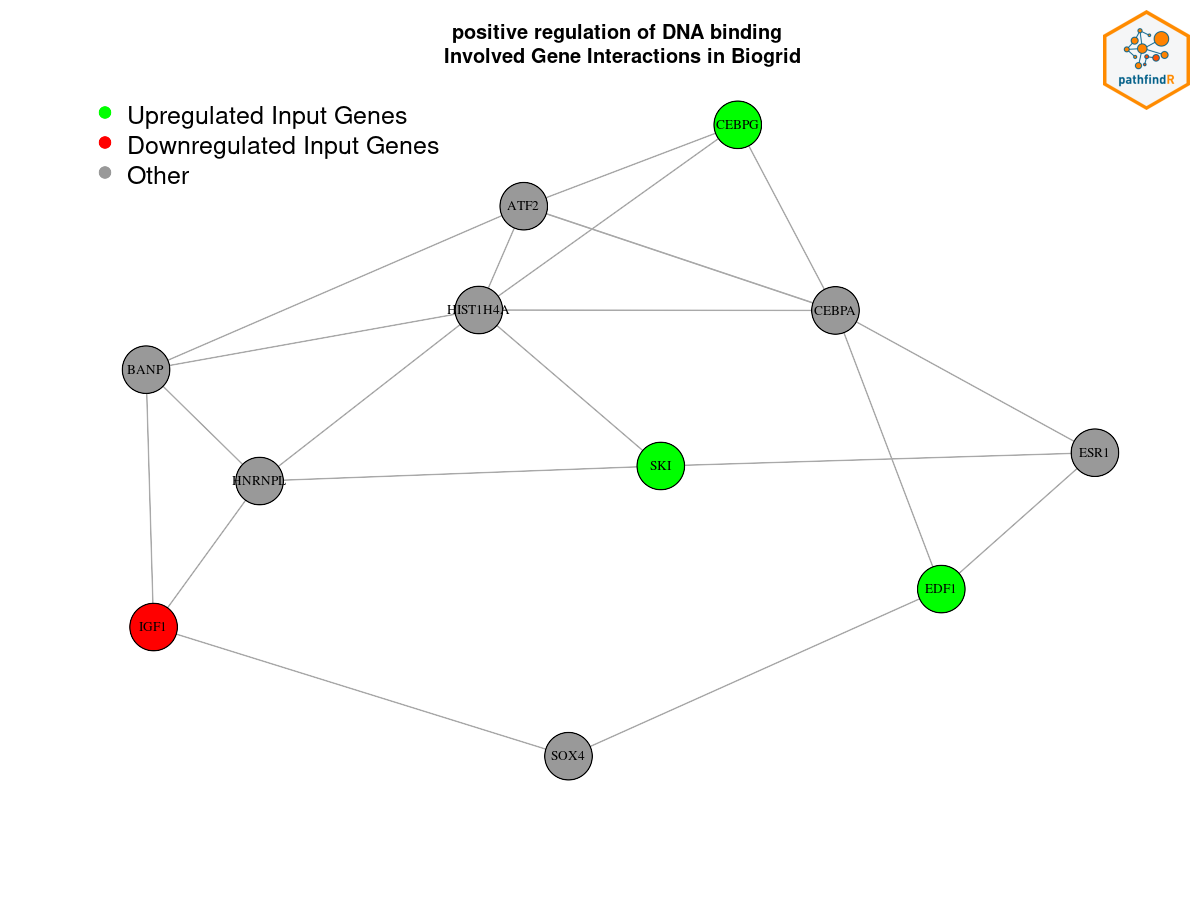 positive regulation of DNA binding
Involved Gene Interactions in Biogrid
pathfindR
Upregulated Input Genes
Downregulated Input Genes
Other
CEBPG
ATF2
HIST1H4A
CEBPA
BANP
ESR1
SKI
HNRNPL
EDF1
IGF1
SOX4